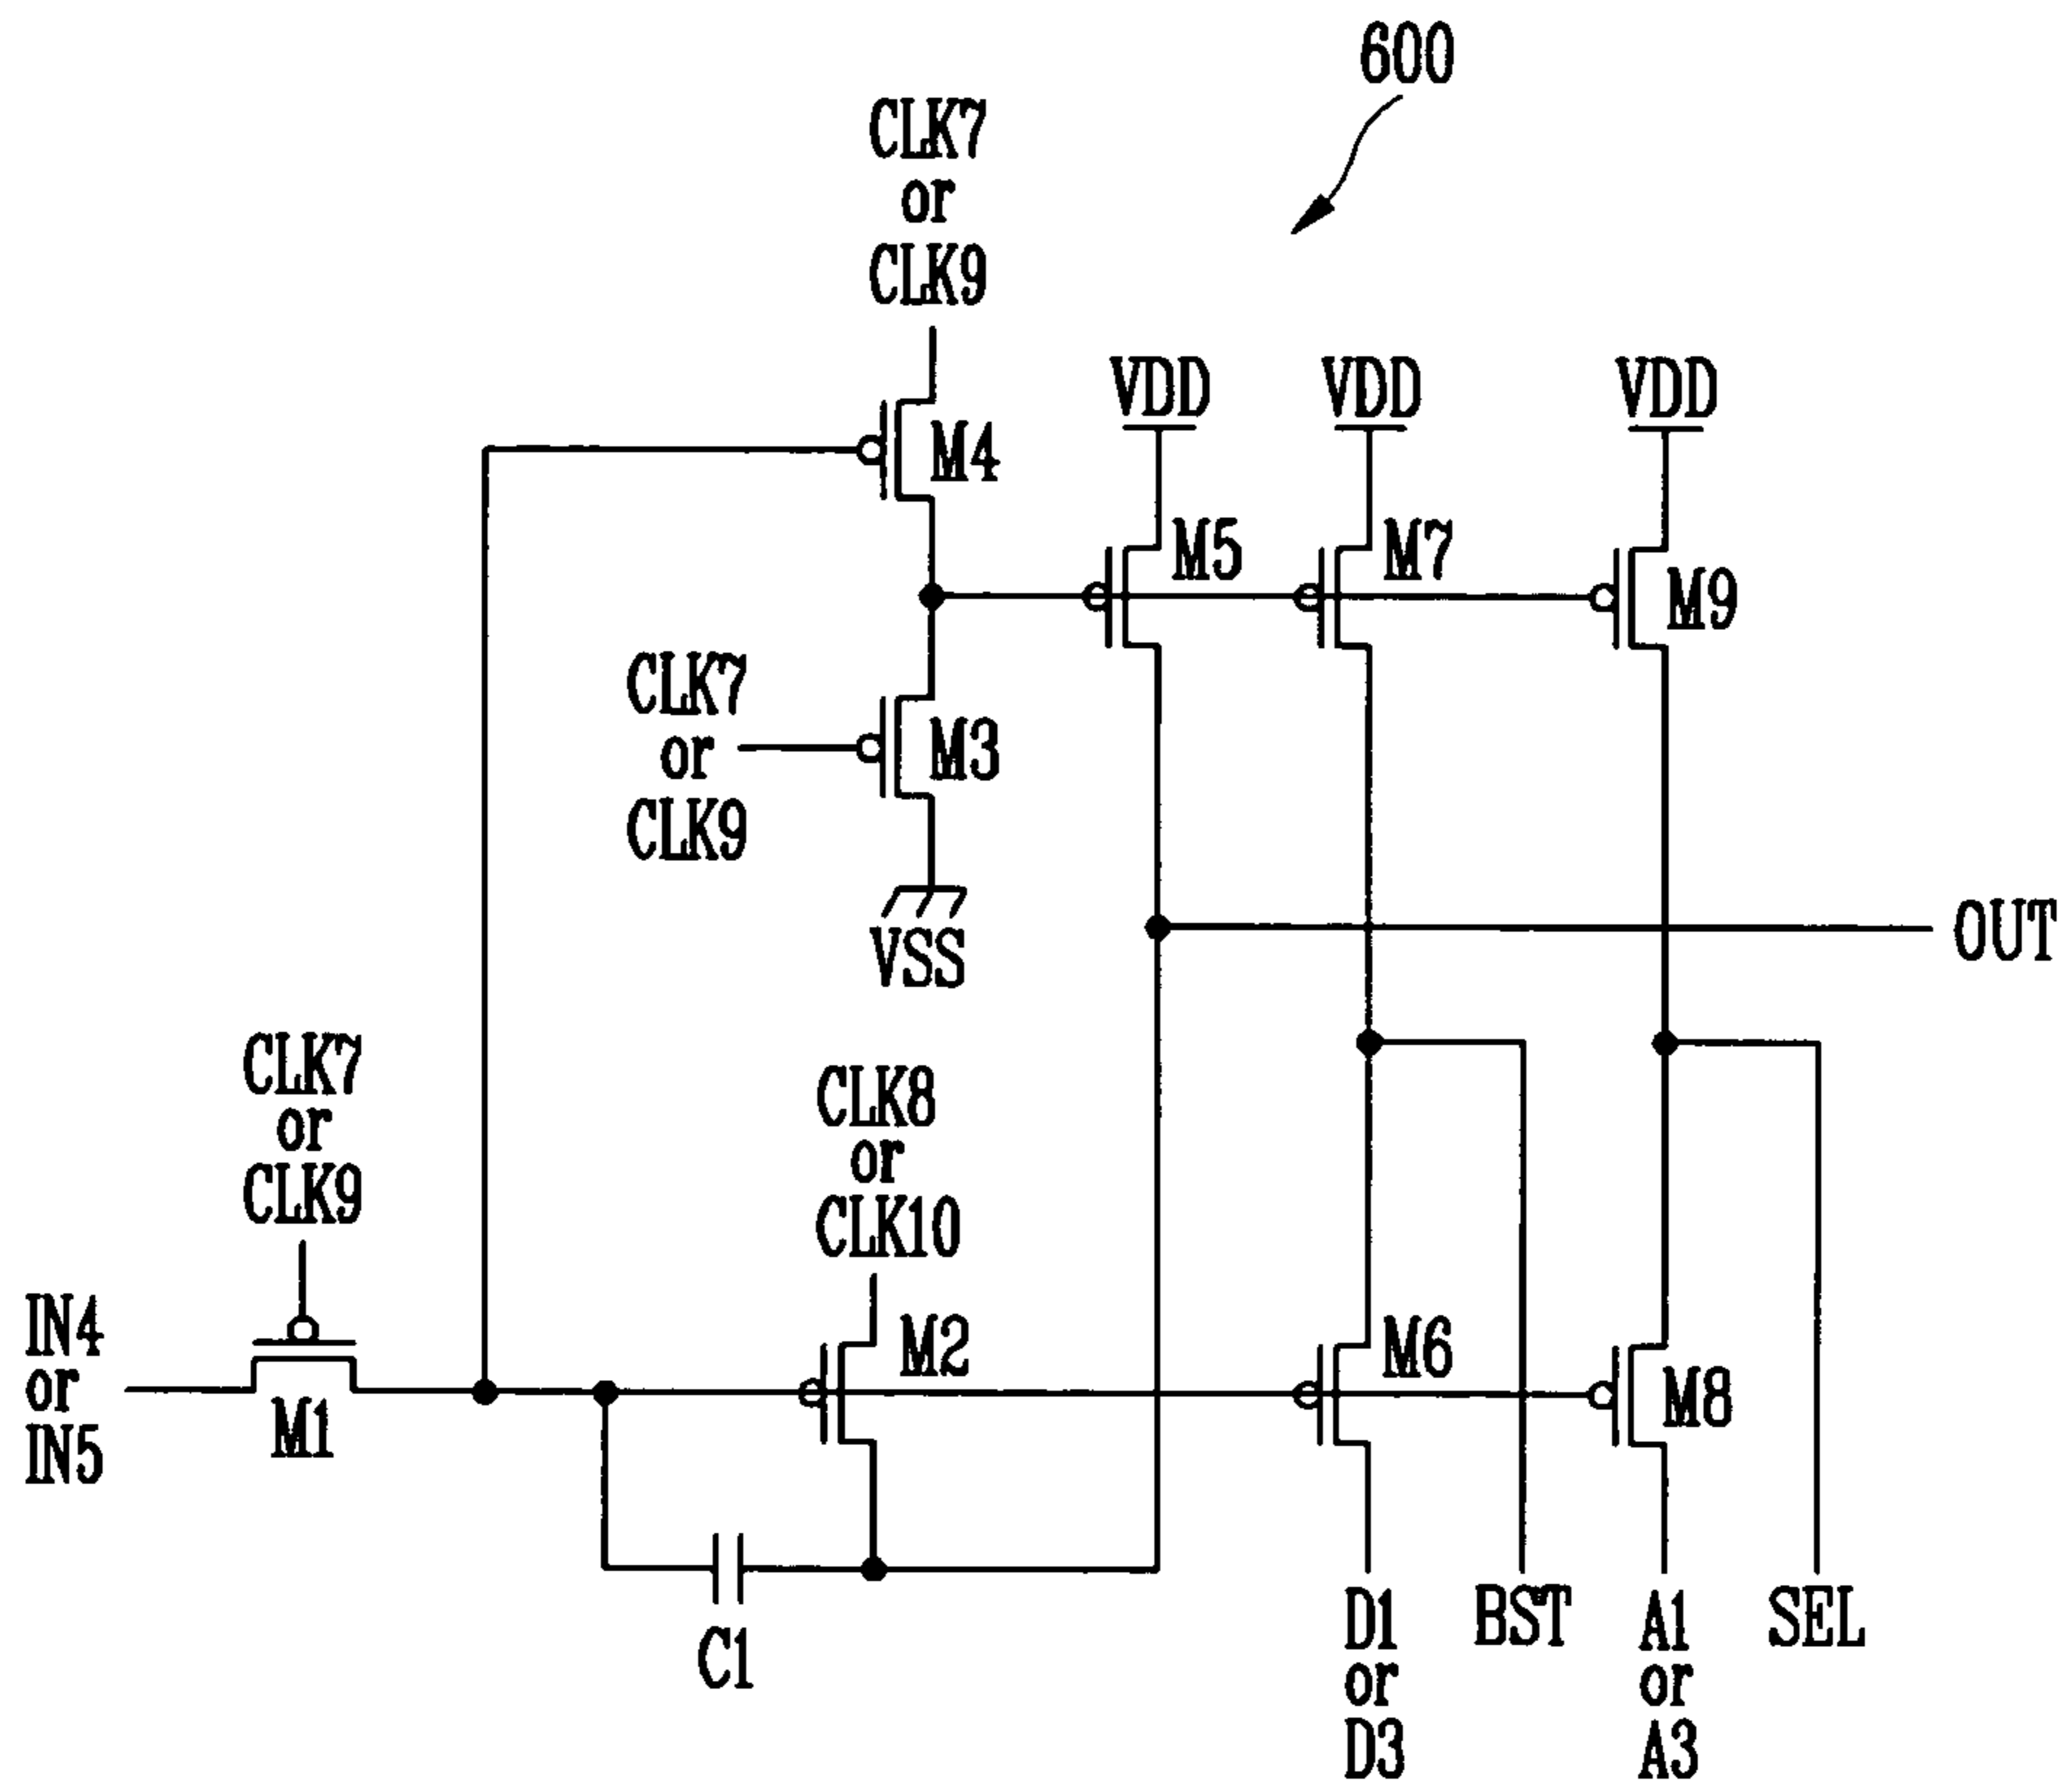 600
CLK7
or
CLK9
VDD
VDD
VDD
M4
M5
M7
M9
CLK7
or
CLK9
M3
VSS
OUT
CLK7
or
CLK9
CLK8
or
CLK10
IN4
or
IN5
M1
M2
M6
M8
C1
D1
or
D3
BST
A1
or
A3
SEL